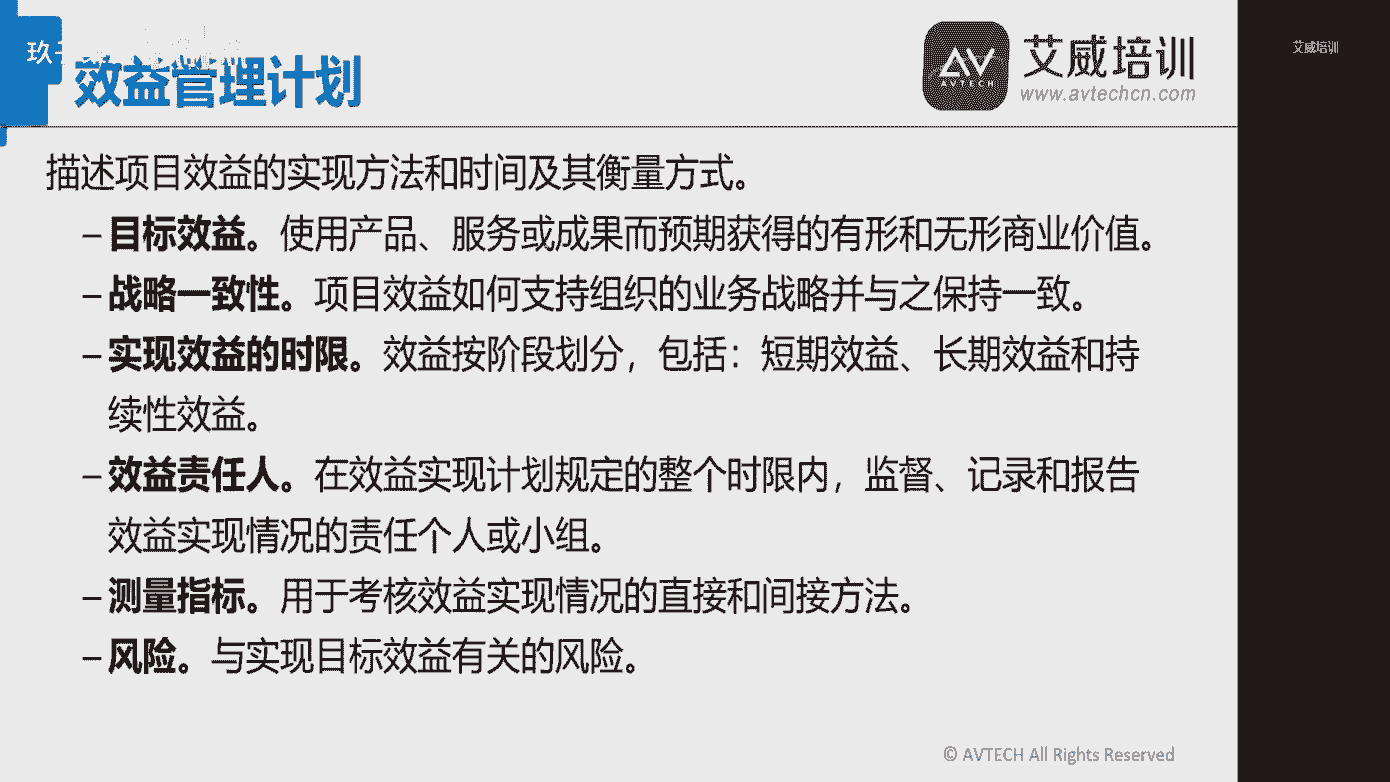 玖
效益管理计划
AV
AVTECH
艾威培训
www.avtechcn.com
艾威培训
描述项目效益的实现方法和时间及其衡量方式。
–目标效益。使用产品、服务或成果而预期获得的有形和无形商业价值。
–战略一致性。项目效益如何支持组织的业务战略并与之保持一致。
–实现效益的时限。效益按阶段划分，包括：短期效益、长期效益和持
续性效益。
–效益责任人。在效益实现计划规定的整个时限内，监督、记录和报告
效益实现情况的责任个人或小组。
–测量指标。用于考核效益实现情况的直接和间接方法。
–风险。与实现目标效益有关的风险。
© AVTECH All Rights Reserved